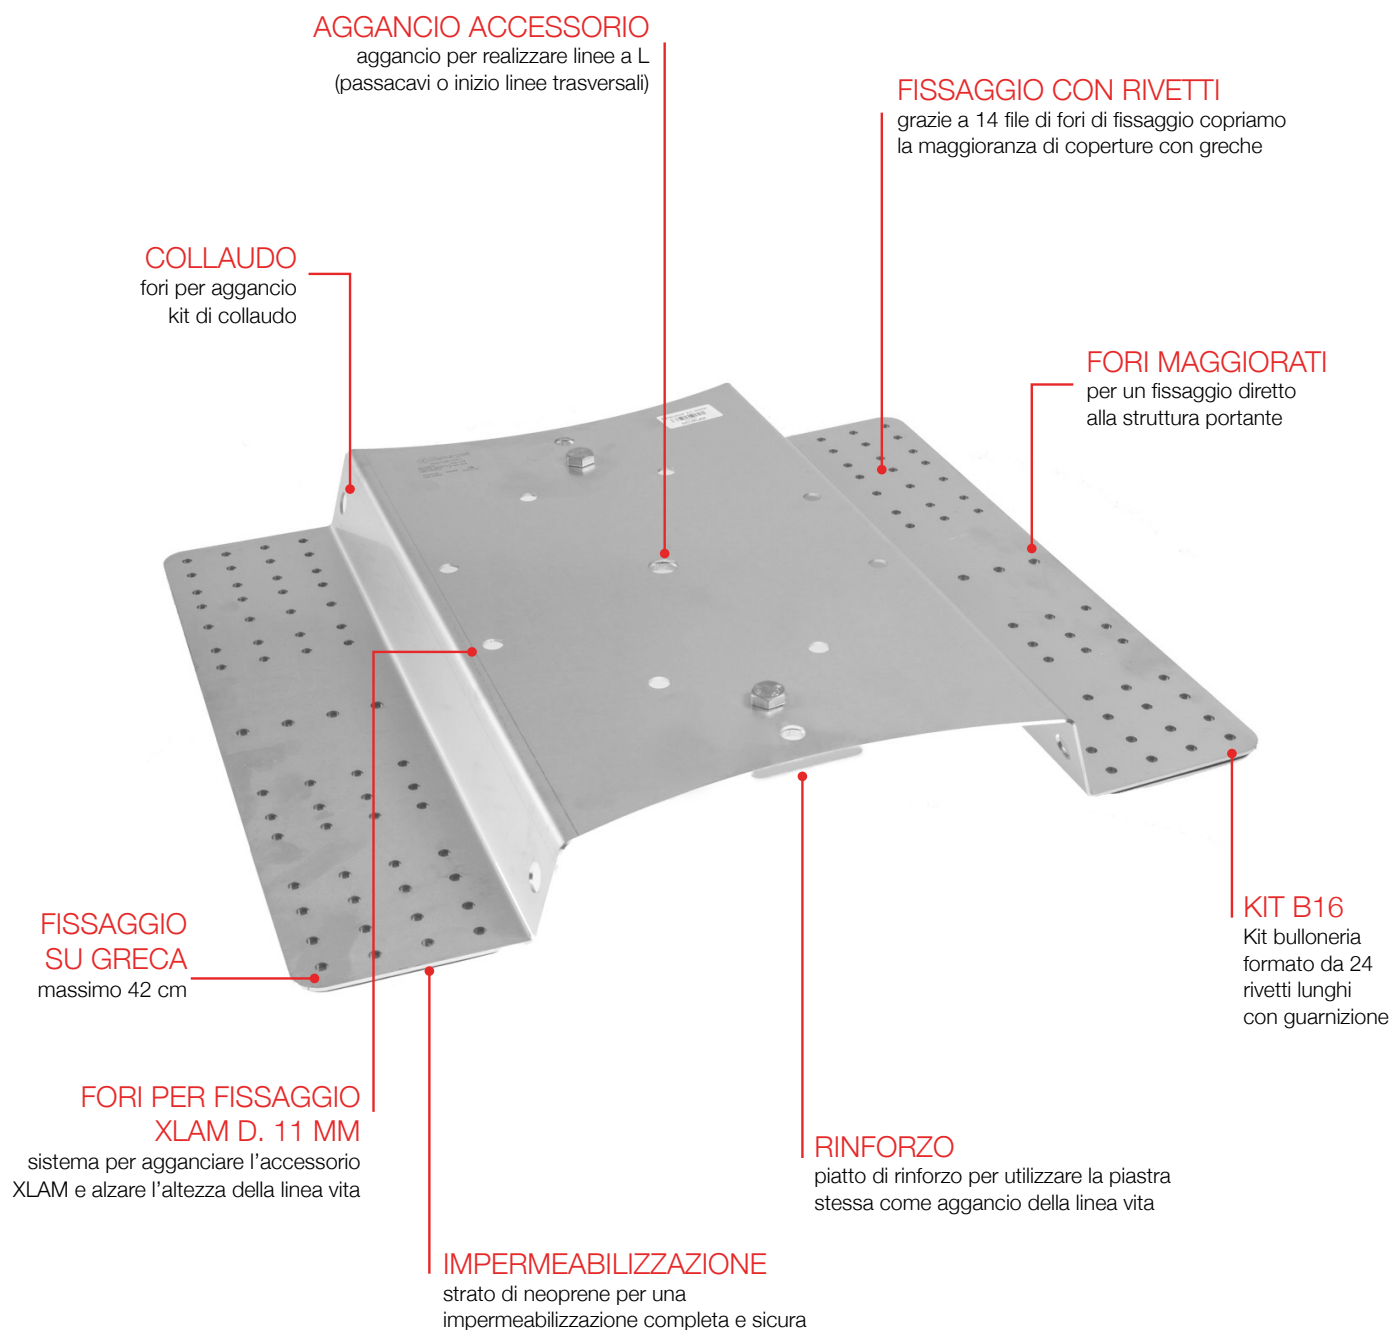 AGGANCIO ACCESSORIO
aggancio per realizzare linee a L
(passacavi o inizio linee trasversali)
FISSAGGIO CON RIVETTI
grazie a 14 file di fori di fissaggio copriamo
la maggioranza di coperture con greche
COLLAUDO
fori per aggancio
kit di collaudo
FORI MAGGIORATI
per un fissaggio diretto
alla struttura portante
FISSAGGIO
SU GRECA
massimo 42 cm
KIT B16
Kit bulloneria
formato da 24
rivetti lunghi
con guarnizione
FORI PER FISSAGGIO
XLAM D. 11 MM
sistema per agganciare l’accessorio
XLAM e alzare l’altezza della linea vita
RINFORZO
piatto di rinforzo per utilizzare la piastra
stessa come aggancio della linea vita
IMPERMEABILIZZAZIONE
strato di neoprene per una
impermeabilizzazione completa e sicura